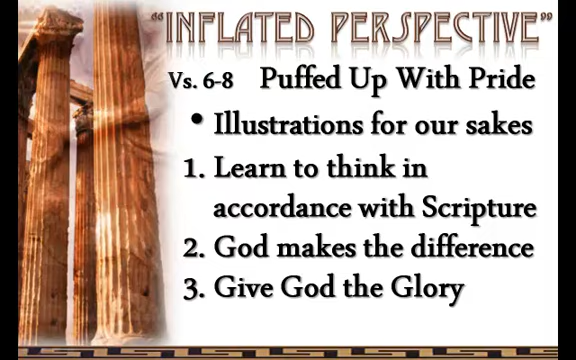 "INFLATED PERSPECTIVE"
Vs. 6-8 Puffed Up With Pride
• Illustrations for our sakes
1. Learn to think in
accordance with Scripture
2. God makes the difference
3. Give God the Glory